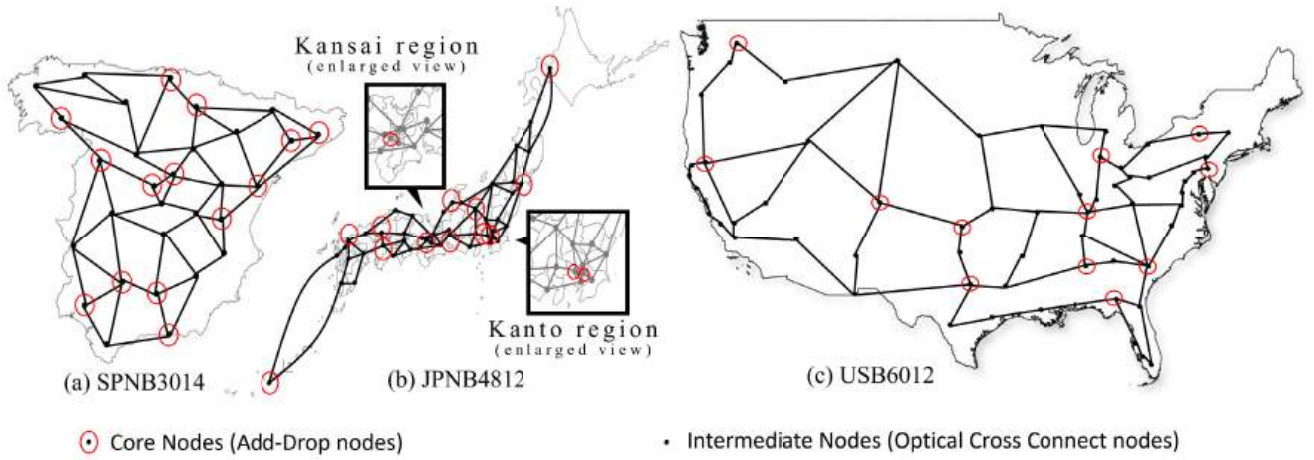 Kansai region
(enlarged view)
Kanto region
(enlarged view)
(a) SPNB3014
(b) JPNB4812
(c) USB6012
Core Nodes (Add-Drop nodes)
Intermediate Nodes (Optical Cross Connect nodes)